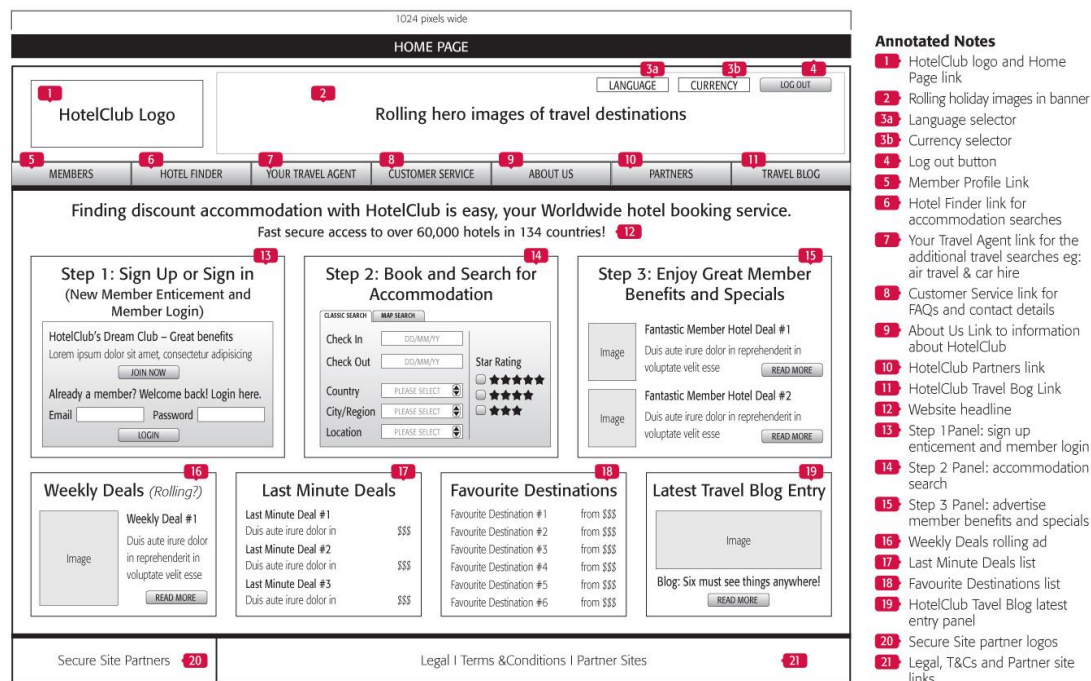 1024 pixels wide
HOME PAGE
1
HotelClub Logo
2
Rolling hero images of travel destinations
3a
LANGUAGE
3b
CURRENCY
4
LOG OUT
5
MEMBERS
6
HOTEL FINDER
7
YOUR TRAVEL AGENT
8
CUSTOMER SERVICE
9
ABOUT US
10
PARTNERS
11
TRAVEL BLOG
Finding discount accommodation with HotelClub is easy, your Worldwide hotel booking service.
Fast secure access to over 60,000 hotels in 134 countries! 12
13
Step 1: Sign Up or Sign in
(New Member Enticement and
Member Login)
HotelClub's Dream Club – Great benefits
Lorem ipsum dolor sit amet, consectetur adipisicing
JOIN NOW
Already a member? Welcome back! Login here.
Email Password
LOGIN
14
Step 2: Book and Search for
Accommodation
CLASSIC SEARCH MAP SEARCH
Check In DD/MM/YY
Check Out DD/MM/YY
Country PLEASE SELECT
City/Region PLEASE SELECT
Location PLEASE SELECT
Star Rating
15
Step 3: Enjoy Great Member
Benefits and Specials
Image
Fantastic Member Hotel Deal #1
Duis aute irure dolor in reprehenderit in
voluptate velit esse READ MORE
Image
Fantastic Member Hotel Deal #2
Duis aute irure dolor in reprehenderit in
voluptate velit esse READ MORE
16
Weekly Deals (Rolling?)
Image
Weekly Deal #1
Duis aute irure dolor
in reprehenderit in
voluptate velit esse
READ MORE
17
Last Minute Deals
Last Minute Deal #1
Duis aute irure dolor in $$$
Last Minute Deal #2
Duis aute irure dolor in $$$
Last Minute Deal #3
Duis aute irure dolor in $$$
18
Favourite Destinations
Favourite Destination #1 from $$$
Favourite Destination #2 from $$$
Favourite Destination #3 from $$$
Favourite Destination #4 from $$$
Favourite Destination #5 from $$$
Favourite Destination #6 from $$$
19
Latest Travel Blog Entry
Image
Blog: Six must see things anywhere!
READ MORE
Secure Site Partners 20
Legal I Terms &Conditions I Partner Sites 21
Annotated Notes
1 HotelClub logo and Home
Page link
2 Rolling holiday images in banner
3a Language selector
3b Currency selector
4 Log out button
5 Member Profile Link
6 Hotel Finder link for
accommodation searches
7 Your Travel Agent link for the
additional travel searches eg:
air travel & car hire
8 Customer Service link for
FAQs and contact details
9 About Us Link to information
about HotelClub
10 HotelClub Partners link
11 HotelClub Travel Bog Link
12 Website headline
13 Step 1Panel: sign up
enticement and member login
14 Step 2 Panel: accommodation
search
15 Step 3 Panel: advertise
member benefits and specials
16 Weekly Deals rolling ad
17 Last Minute Deals list
18 Favourite Destinations list
19 HotelClub Tavel Blog latest
entry panel
20 Secure Site partner logos
21 Legal, T&Cs and Partner site
links